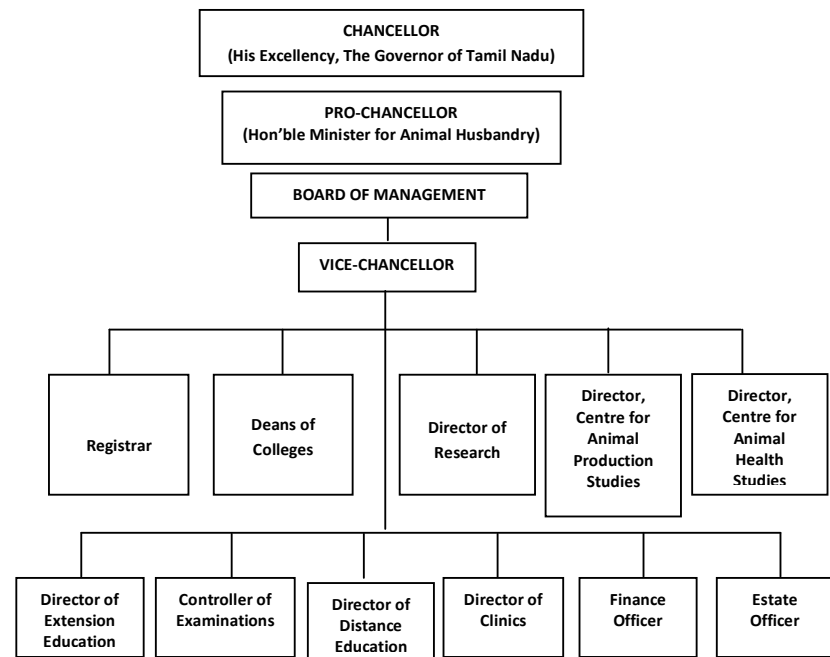 CHANCELLOR
(His Excellency, The Governor of Tamil Nadu)
PRO-CHANCELLOR
(Hon’ble Minister for Animal Husbandry)
BOARD OF MANAGEMENT
VICE-CHANCELLOR
Registrar
Deans of
Colleges
Director of
Research
Director,
Centre for
Animal
Production
Studies
Director,
Centre for
Animal
Health
Studies
Director of
Extension
Education
Controller of
Examinations
Director of
Distance
Education
Director of
Clinics
Finance
Officer
Estate
Officer